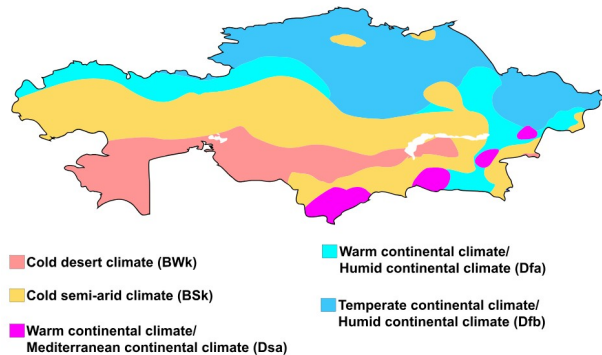 Cold desert climate (BWk)
Cold semi-arid climate (BSk)
Warm continental climate/
Mediterranean continental climate (Dsa)
Warm continental climate/
Humid continental climate (Dfa)
Temperate continental climate/
Humid continental climate (Dfb)